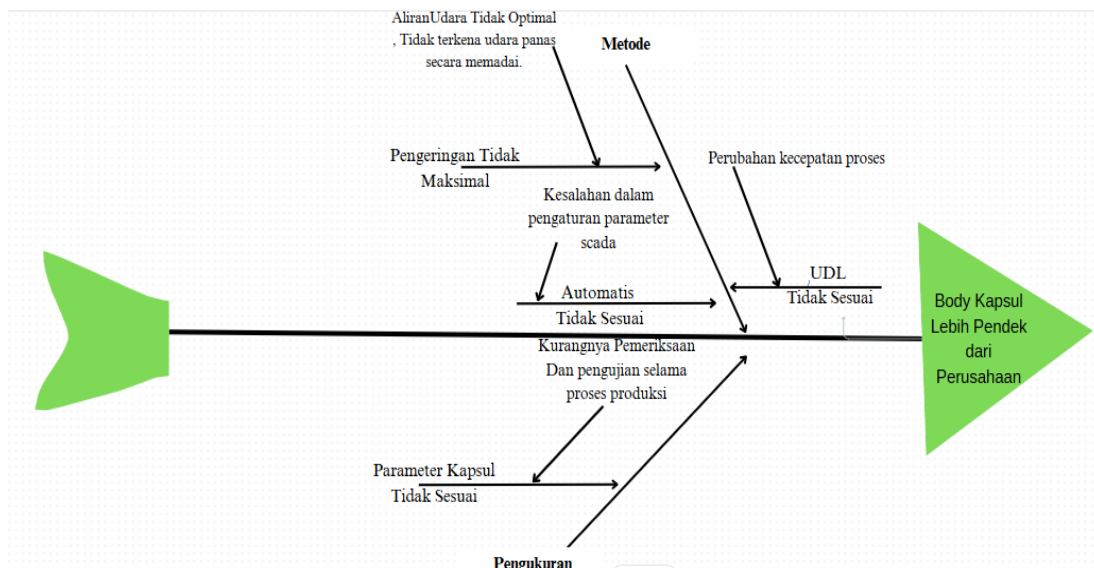 AliranUdara Tidak Optimal
, Tidak terkena udara panas
secara memadai.
Metode
Pengeringan Tidak
Maksimal
Perubahan kecepatan proses
Kesalahan dalam
pengaturan parameter
scada
UDL
Tidak Sesuai
Automatis
Tidak Sesuai
Body Kapsul
Lebih Pendek
dari
Perusahaan
Kurangnya Pemeriksaan
Dan pengujian selama
proses produksi
Parameter Kapsul
Tidak Sesuai
Pengukuran